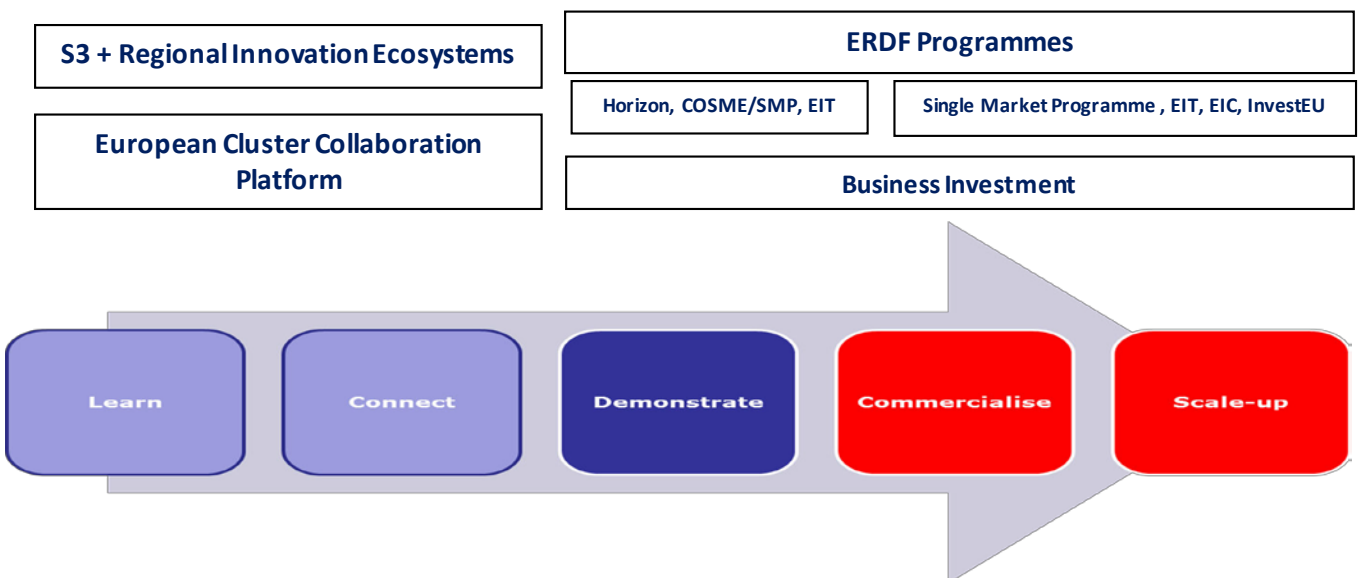 S3 + Regional Innovation Ecosystems
European Cluster Collaboration
Platform
ERDF Programmes
Horizon, COSME/SMP, EIT
Single Market Programme , EIT, EIC, InvestEU
Business Investment
Learn
Connect
Demonstrate
Commercialise
Scale-up